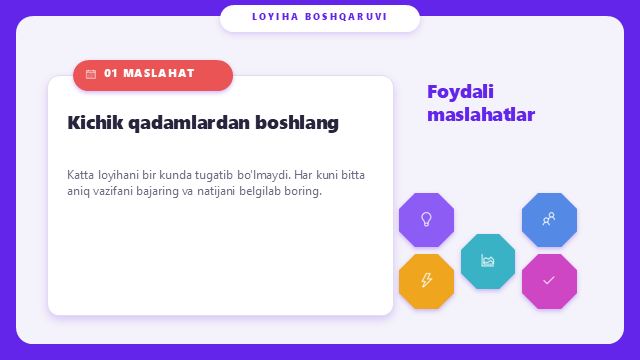 LOYIHA BOSHQARUVI
01 MASLAHAT
Kichik qadamlardan boshlang
Katta loyihani bir kunda tugatib bo'lmaydi. Har kuni bitta
aniq vazifani bajaring va natijani belgilab boring.
Foydali
maslahatlar